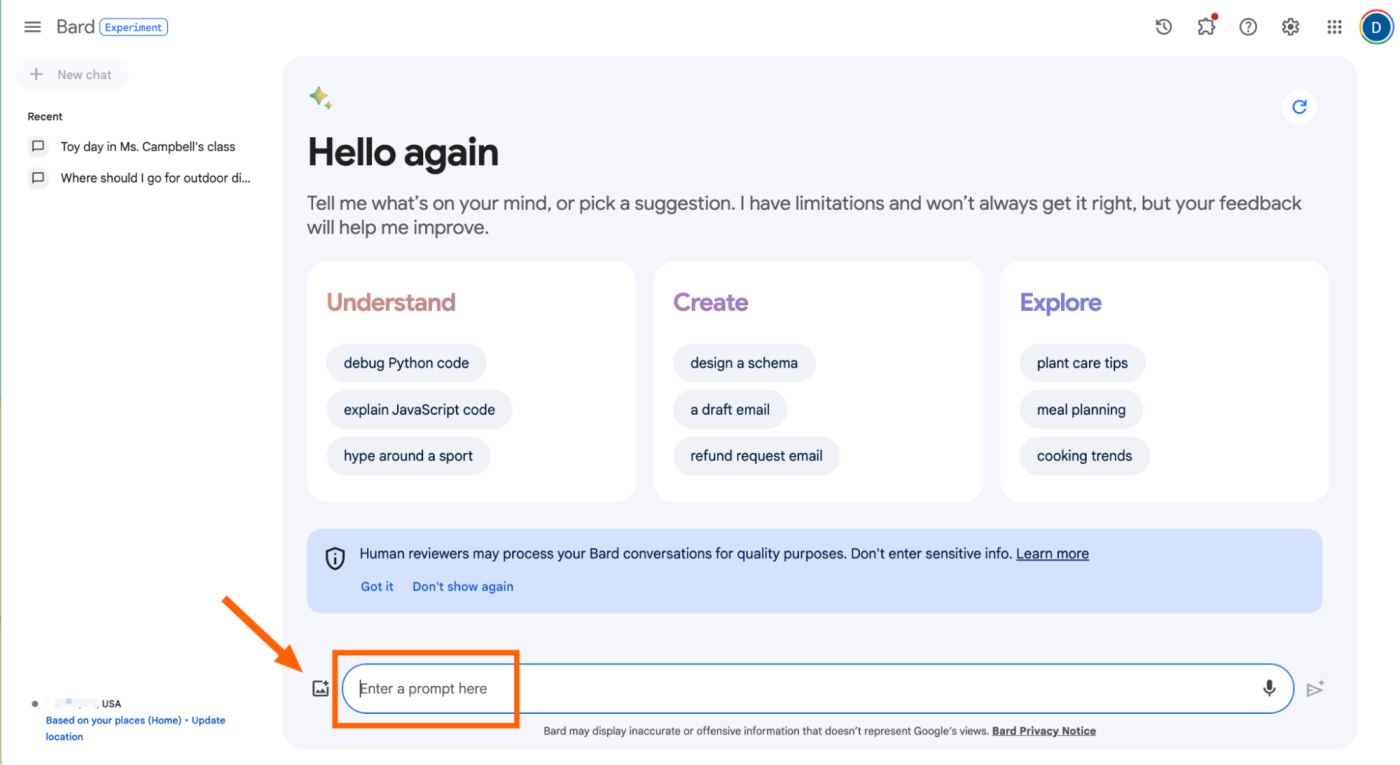 Bard Experiment
D
New chat
Recent
Toy day in Ms. Campbell's class
Where should I go for outdoor di...
Hello again
Tell me what's on your mind, or pick a suggestion. I have limitations and won't always get it right, but your feedback
will help me improve.
Understand
debug Python code
explain JavaScript code
hype around a sport
Create
design a schema
a draft email
refund request email
Explore
plant care tips
meal planning
cooking trends
Human reviewers may process your Bard conversations for quality purposes. Don't enter sensitive info. Learn more
Got it Don't show again
Enter a prompt here
Bard may display inaccurate or offensive information that doesn't represent Google's views. Bard Privacy Notice
, USA
Based on your places (Home) • Update
location